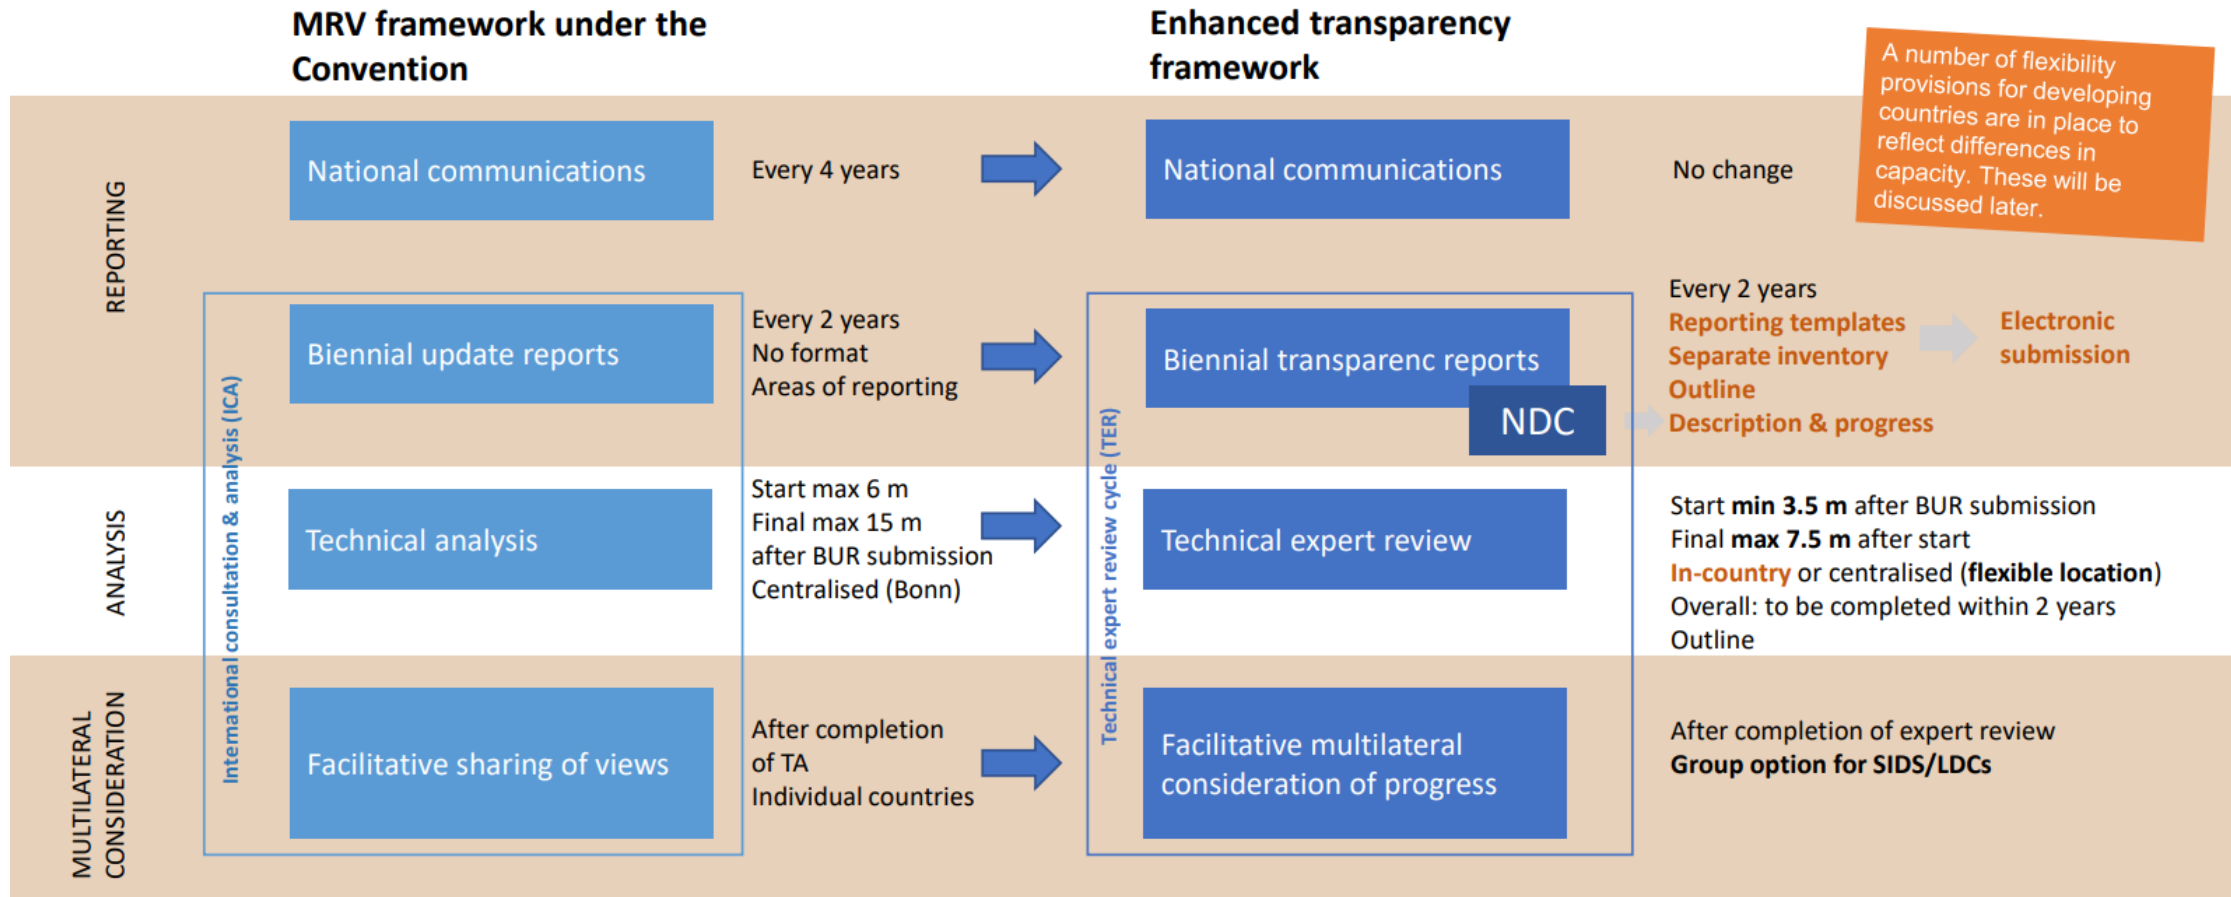 MRV framework under the
Convention
Enhanced transparency
framework
A number of flexibility
provisions for developing
countries are in place to
reflect differences in
capacity. These will be
discussed later.
REPORTING
National communications
Every 4 years
National communications
No change
International consultation & analysis (ICA)
Biennial update reports
Every 2 years
No format
Areas of reporting
Technical expert review cycle (TER)
Biennial transparenc reports
NDC
Every 2 years
Reporting templates
Separate inventory
Outline
Description & progress
Electronic
submission
ANALYSIS
Technical analysis
Start max 6 m
Final max 15 m
after BUR submission
Centralised (Bonn)
Technical expert review
Start min 3.5 m after BUR submission
Final max 7.5 m after start
In-country or centralised (flexible location)
Overall: to be completed within 2 years
Outline
MULTILATERAL
CONSIDERATION
Facilitative sharing of views
After completion
of TA
Individual countries
Facilitative multilateral
consideration of progress
After completion of expert review
Group option for SIDS/LDCs